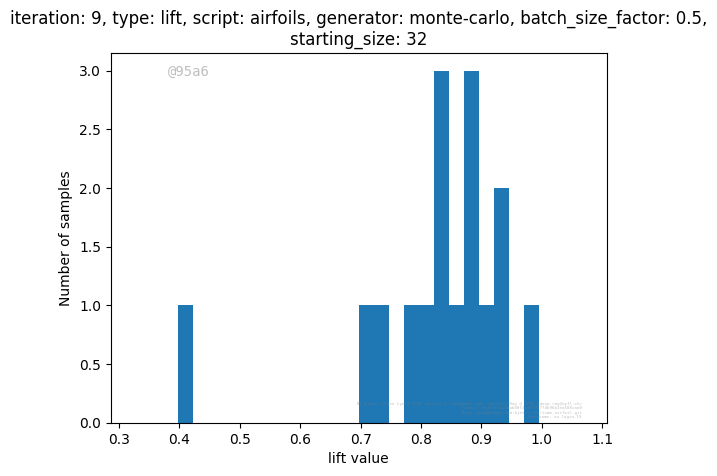 iteration: 9, type: lift, script: airfoils, generator: monte-carlo, batch_size_factor: 0.5,
starting_size: 32
@95a6
3.0
2.5
2.0
1.5
1.0
0.5
0.0
Number of samples
0.3 0.4 0.5 0.6 0.7 0.8 0.9 1.0 1.1
lift value